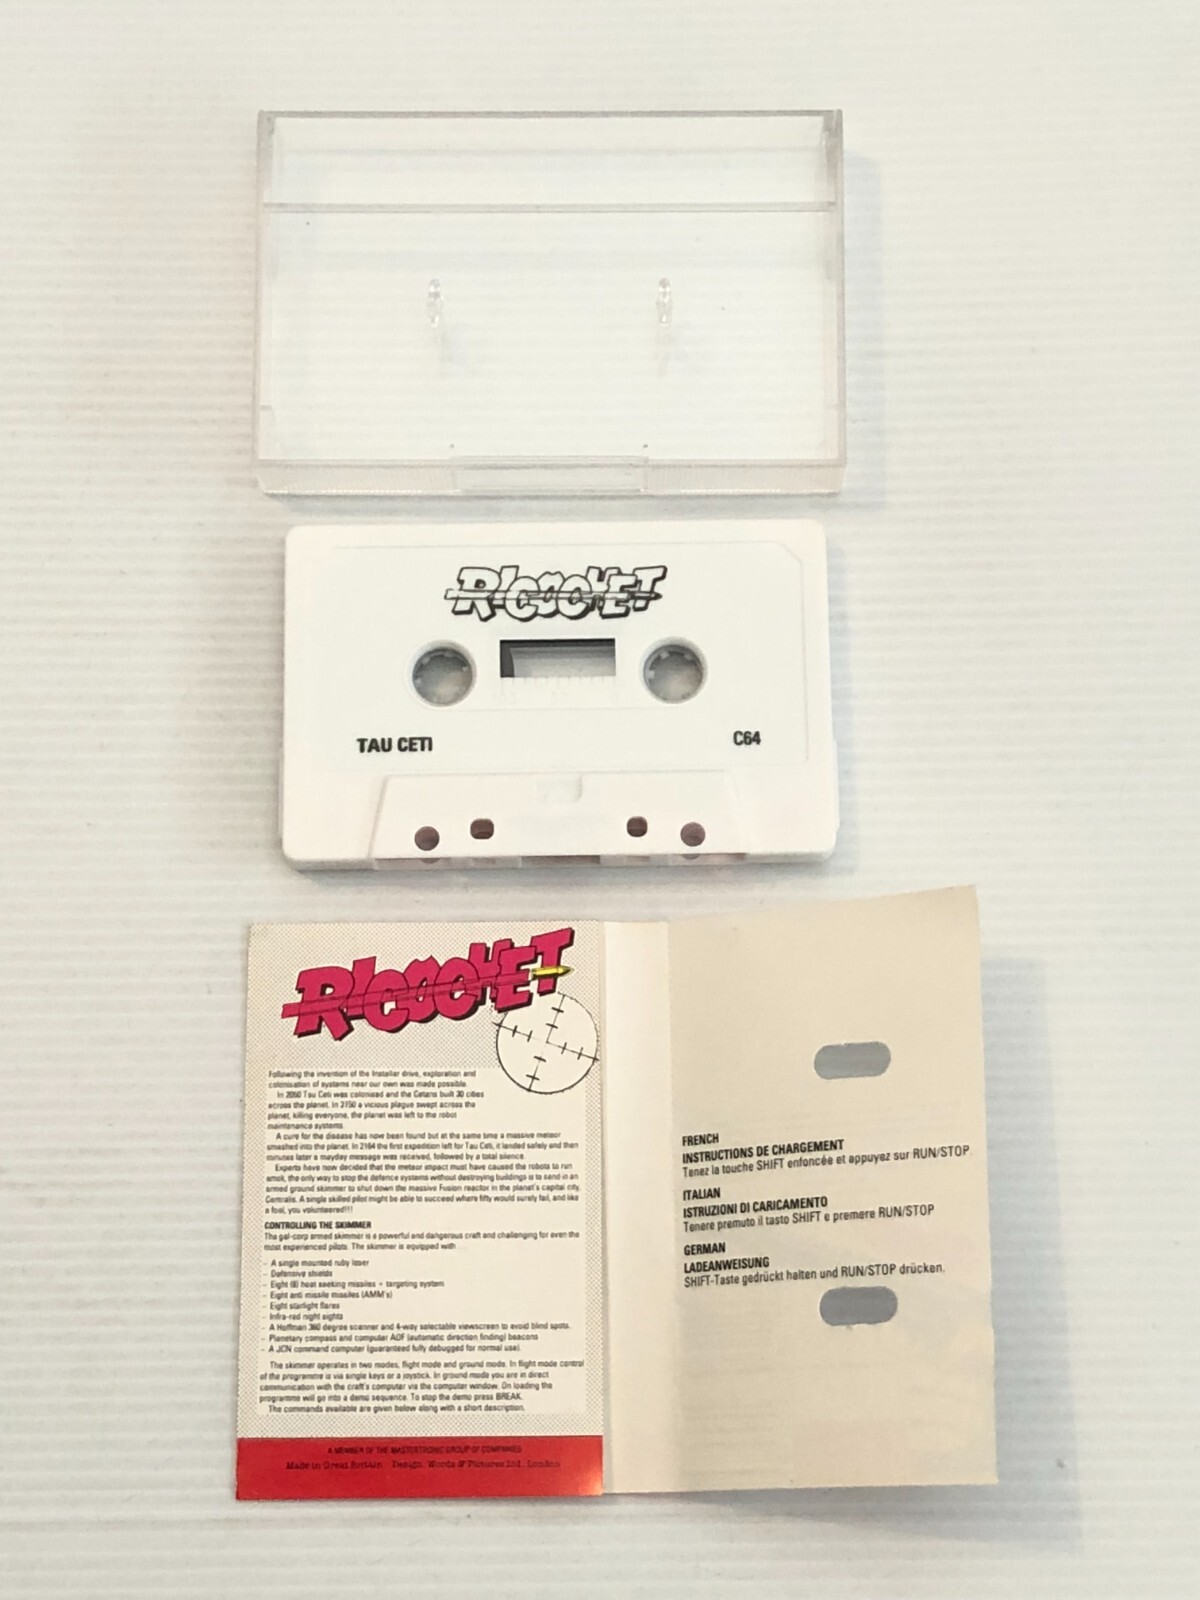 RICOCHET
TAU CETI
C64
RICOCHET
Following the invention of the Instellar drive, exploration and
colonisation of systems near our own was made possible.
In 2050 Tau Ceti was colonised and the Cetans built 30 cities
across the planet. In 2150 a vicious plague swept across the
planet, killing everyone, the planet was left to the robot
maintenance systems.
A cure for the disease has now been found but at the same time a massive meteor
smashed into the planet. In 2164 the first expedition left for Tau Ceti, it landed safely and then
minutes later a mayday message was received, followed by a total silence.
Experts have now decided that the meteor impact must have caused the robots to run
amok, the only way to stop the defence systems without destroying buildings is to send in an
armed ground skimmer to shut down the massive Fusion reactor in the planet's capital city,
Centralis. A single skilled pilot might be able to succeed where fifty would surely fail, and like
a fool, you volunteered!!!
CONTROLLING THE SKIMMER
The gal-corp armed skimmer is a powerful and dangerous craft and challenging for even the
most experienced pilots. The skimmer is equipped with
– A single mounted ruby laser
– Defensive shields
– Eight (8) heat seeking missiles + targeting system
– Eight anti missile missiles (AMM's)
– Eight starlight flares
– Infra-red night sights
– A Hoffman 360 degree scanner and 4-way selectable viewscreen to avoid blind spots.
– Planetary compass and computer ADF (automatic direction finding) beacons
– A JCN command computer (guaranteed fully debugged for normal use).
The skimmer operates in two modes, flight mode and ground mode. In flight mode control
of the programme is via single keys or a joystick. In ground mode you are in direct
communication with the craft's computer via the computer window. On loading the
programme will go into a demo sequence. To stop the demo press BREAK.
The commands available are given below along with a short description.
A MEMBER OF THE MASTERTRONIC GROUP OF COMPANIES
Made in Great Britain. Design: Words & Pictures Ltd., London
FRENCH
INSTRUCTIONS DE CHARGEMENT
Tenez la touche SHIFT enfoncée et appuyez sur RUN/STOP
ITALIAN
ISTRUZIONI DI CARICAMENTO
Tenere premuto il tasto SHIFT e premere RUN/STOP
GERMAN
LADEANWEISUNG
SHIFT-Taste gedrückt halten und RUN/STOP drücken.